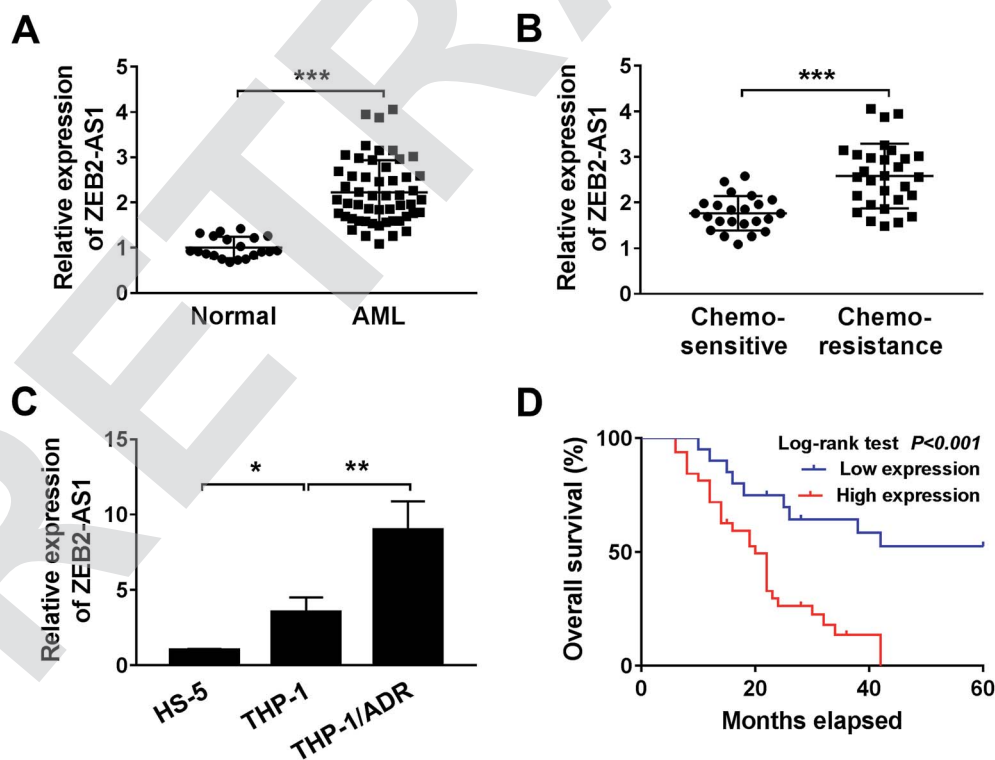 A
Relative expression
of ZEB2-AS1
5
4
3
2
1
0
***
Normal
AML
B
Relative expression
of ZEB2-AS1
5
4
3
2
1
0
***
Chemo-
sensitive
Chemo-
resistance
C
Relative expression
of ZEB2-AS1
15
10
5
0
*
**
HS-5
THP-1
THP-1/ADR
D
Overall survival (%)
100
50
0
Log-rank test P<0.001
Low expression
High expression
0
20
40
60
Months elapsed
RETRA